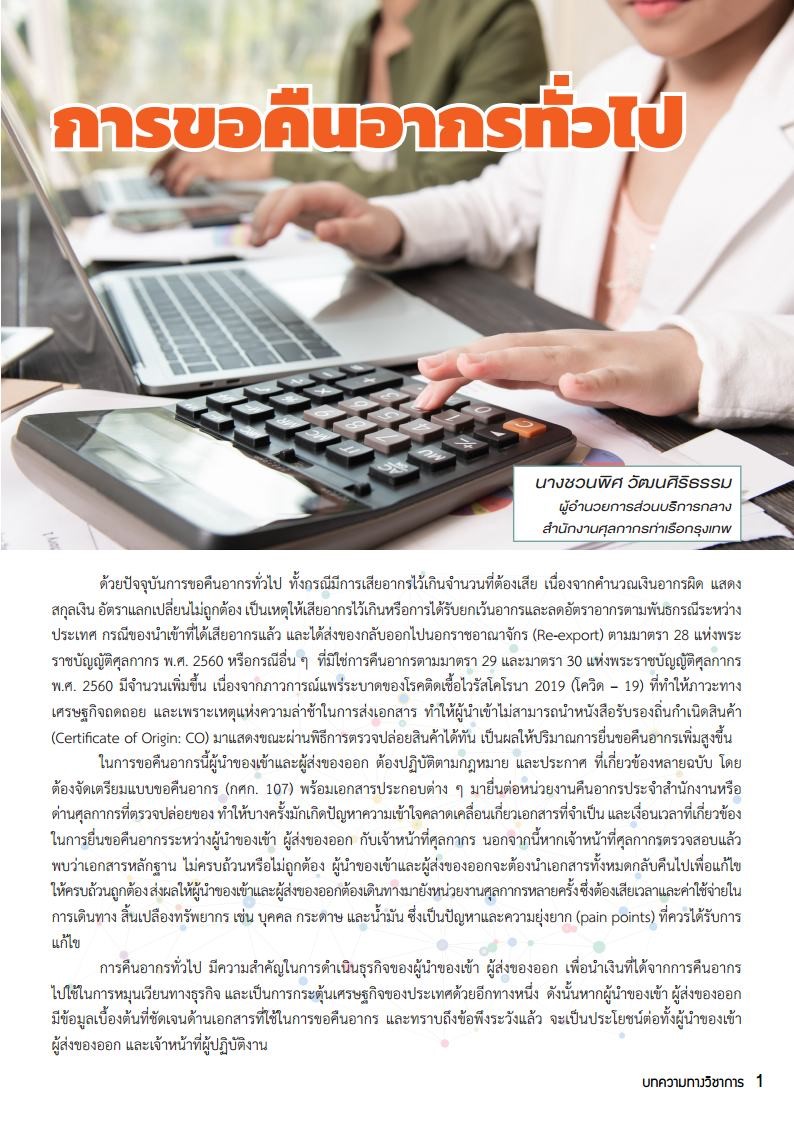 การขอคืนอากรทั่วไป
นางชวนพิศ วัฒนศิริธรรม
ผู้อำนวยการส่วนบริการกลาง
สำนักงานศุลกากรท่าเรือกรุงเทพ
ด้วยปัจจุบันการขอคืนอากรทั่วไป ทั้งกรณีมีการเสียอากรไว้เกินจำนวนที่ต้องเสีย เนื่องจากคำนวณเงินอากรผิด แสดง
สกุลเงิน อัตราแลกเปลี่ยนไม่ถูกต้อง เป็นเหตุให้เสียอากรไว้เกินหรือการได้รับยกเว้นอากรและลดอัตราอากรตามพันธกรณีระหว่าง
ประเทศ กรณีของนำเข้าที่ได้เสียอากรแล้ว และได้ส่งของกลับออกไปนอกราชอาณาจักร (Re-export) ตามมาตรา 28 แห่งพระ
ราชบัญญัติศุลกากร พ.ศ. 2560 หรือกรณีอื่น ๆ ที่มิใช่การคืนอากรตามมาตรา 29 และมาตรา 30 แห่งพระราชบัญญัติศุลกากร
พ.ศ. 2560 มีจำนวนเพิ่มขึ้น เนื่องจากภาวการณ์แพร่ระบาดของโรคติดเชื้อไวรัสโคโรนา 2019 (โควิด – 19) ที่ทำให้ภาวะทาง
เศรษฐกิจถดถอย และเพราะเหตุแห่งความล่าช้าในการส่งเอกสาร ทำให้ผู้นำเข้าไม่สามารถนำหนังสือรับรองถิ่นกำเนิดสินค้า
(Certificate of Origin: CO) มาแสดงขณะผ่านพิธีการตรวจปล่อยสินค้าได้ทัน เป็นผลให้ปริมาณการยื่นขอคืนอากรเพิ่มสูงขึ้น
ในการขอคืนอากรนี้ผู้นำของเข้าและผู้ส่งของออก ต้องปฏิบัติตามกฎหมาย และประกาศ ที่เกี่ยวข้องหลายฉบับ โดย
ต้องจัดเตรียมแบบขอคืนอากร (กศก. 107) พร้อมเอกสารประกอบต่าง ๆ มายื่นต่อหน่วยงานคืนอากรประจำสำนักงานหรือ
ด่านศุลกากรที่ตรวจปล่อยของ ทำให้บางครั้งมักเกิดปัญหาความเข้าใจคลาดเคลื่อนเกี่ยวเอกสารที่จำเป็น และเงื่อนเวลาที่เกี่ยวข้อง
ในการยื่นขอคืนอากรระหว่างผู้นำของเข้า ผู้ส่งของออก กับเจ้าหน้าที่ศุลกากร นอกจากนี้หากเจ้าหน้าที่ศุลกากรตรวจสอบแล้ว
พบว่าเอกสารหลักฐาน ไม่ครบถ้วนหรือไม่ถูกต้อง ผู้นำของเข้าและผู้ส่งของออกจะต้องนำเอกสารทั้งหมดกลับคืนไปเพื่อแก้ไข
ให้ครบถ้วนถูกต้อง ส่งผลให้ผู้นำของเข้าและผู้ส่งของออกต้องเดินทางมายังหน่วยงานศุลกากรหลายครั้ง ซึ่งต้องเสียเวลาและค่าใช้จ่ายใน
การเดินทาง สิ้นเปลืองทรัพยากร เช่น บุคคล กระดาษ และน้ำมัน ซึ่งเป็นปัญหาและความยุ่งยาก (pain points) ที่ควรได้รับการ
แก้ไข
การคืนอากรทั่วไป มีความสำคัญในการดำเนินธุรกิจของผู้นำของเข้า ผู้ส่งของออก เพื่อนำเงินที่ได้จากการคืนอากร
ไปใช้ในการหมุนเวียนทางธุรกิจ และเป็นการกระตุ้นเศรษฐกิจของประเทศด้วยอีกทางหนึ่ง ดังนั้นหากผู้นำของเข้า ผู้ส่งของออก
มีข้อมูลเบื้องต้นที่ชัดเจนด้านเอกสารที่ใช้ในการขอคืนอากร และทราบถึงข้อพึงระวังแล้ว จะเป็นประโยชน์ต่อทั้งผู้นำของเข้า
ผู้ส่งของออก และเจ้าหน้าที่ผู้ปฏิบัติงาน
บทความทางวิชาการ 1